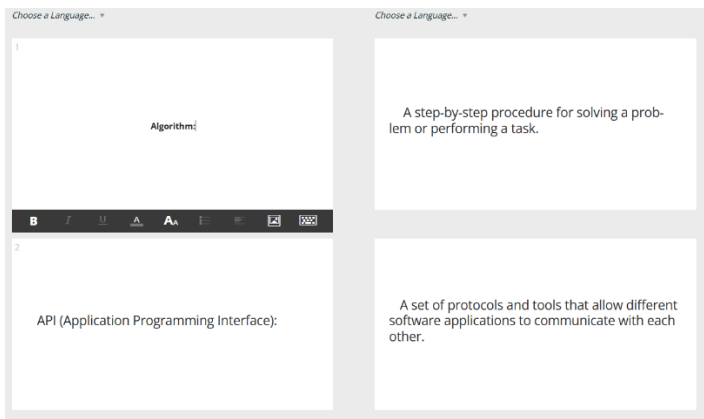 Choose a Language...
Choose a Language...
1
Algorithm:
A step-by-step procedure for solving a prob-
lem or performing a task.
B I U A AA
2
API (Application Programming Interface):
A set of protocols and tools that allow different
software applications to communicate with each
other.